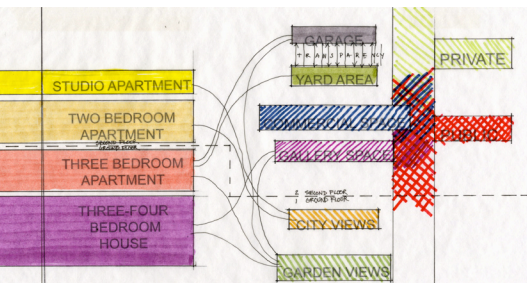 GARAGE
TRANSPARENCY
PRIVATE
YARD AREA
STUDIO APARTMENT
TWO BEDROOM
APARTMENT
COMMERCIAL SPACE
PUBLIC
SECOND FLOOR
GROUND FLOOR
GALLERY SPACE
THREE BEDROOM
APARTMENT
2 SECOND FLOOR
1 GROUND FLOOR
THREE-FOUR
BEDROOM
HOUSE
CITY VIEWS
GARDEN VIEWS